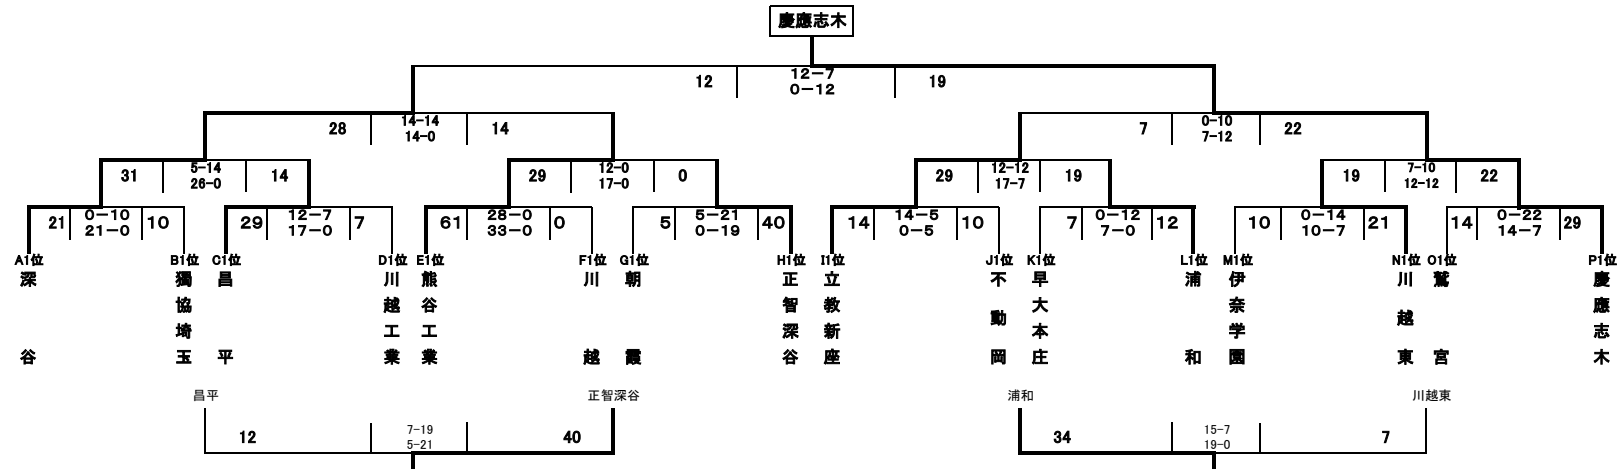 慶應志木
12 12－7 19
0－12
28 14-14 14
14-0
7 0-10 22
7-12
31 5-14 14
26-0
29 12-0 0
17-0
29 12-12 19
17-7
19 7-10 22
12-12
21 0－10 10
21－0
29 12－7 7
17－0
61 28－0 0
33－0
5 5－21 40
0－19
14 14－5 10
0－5
7 0－12 12
7－0
10 0－14 21
10－7
14 0－22 29
14－7
A1位 B1位 C1位 D1位 E1位 F1位 G1位 H1位 I1位 J1位 K1位 L1位 M1位 N1位 O1位 P1位
深谷
獨協埼玉
昌平
川越工業
熊谷工業
川越
朝霞
正智深谷
立教新座
不動岡
早大本庄
浦和
伊奈学園
川越東
鷲宮
慶應志木
昌平 正智深谷 浦和 川越東
12 7-19 40
5-21
34 15-7 7
19-0